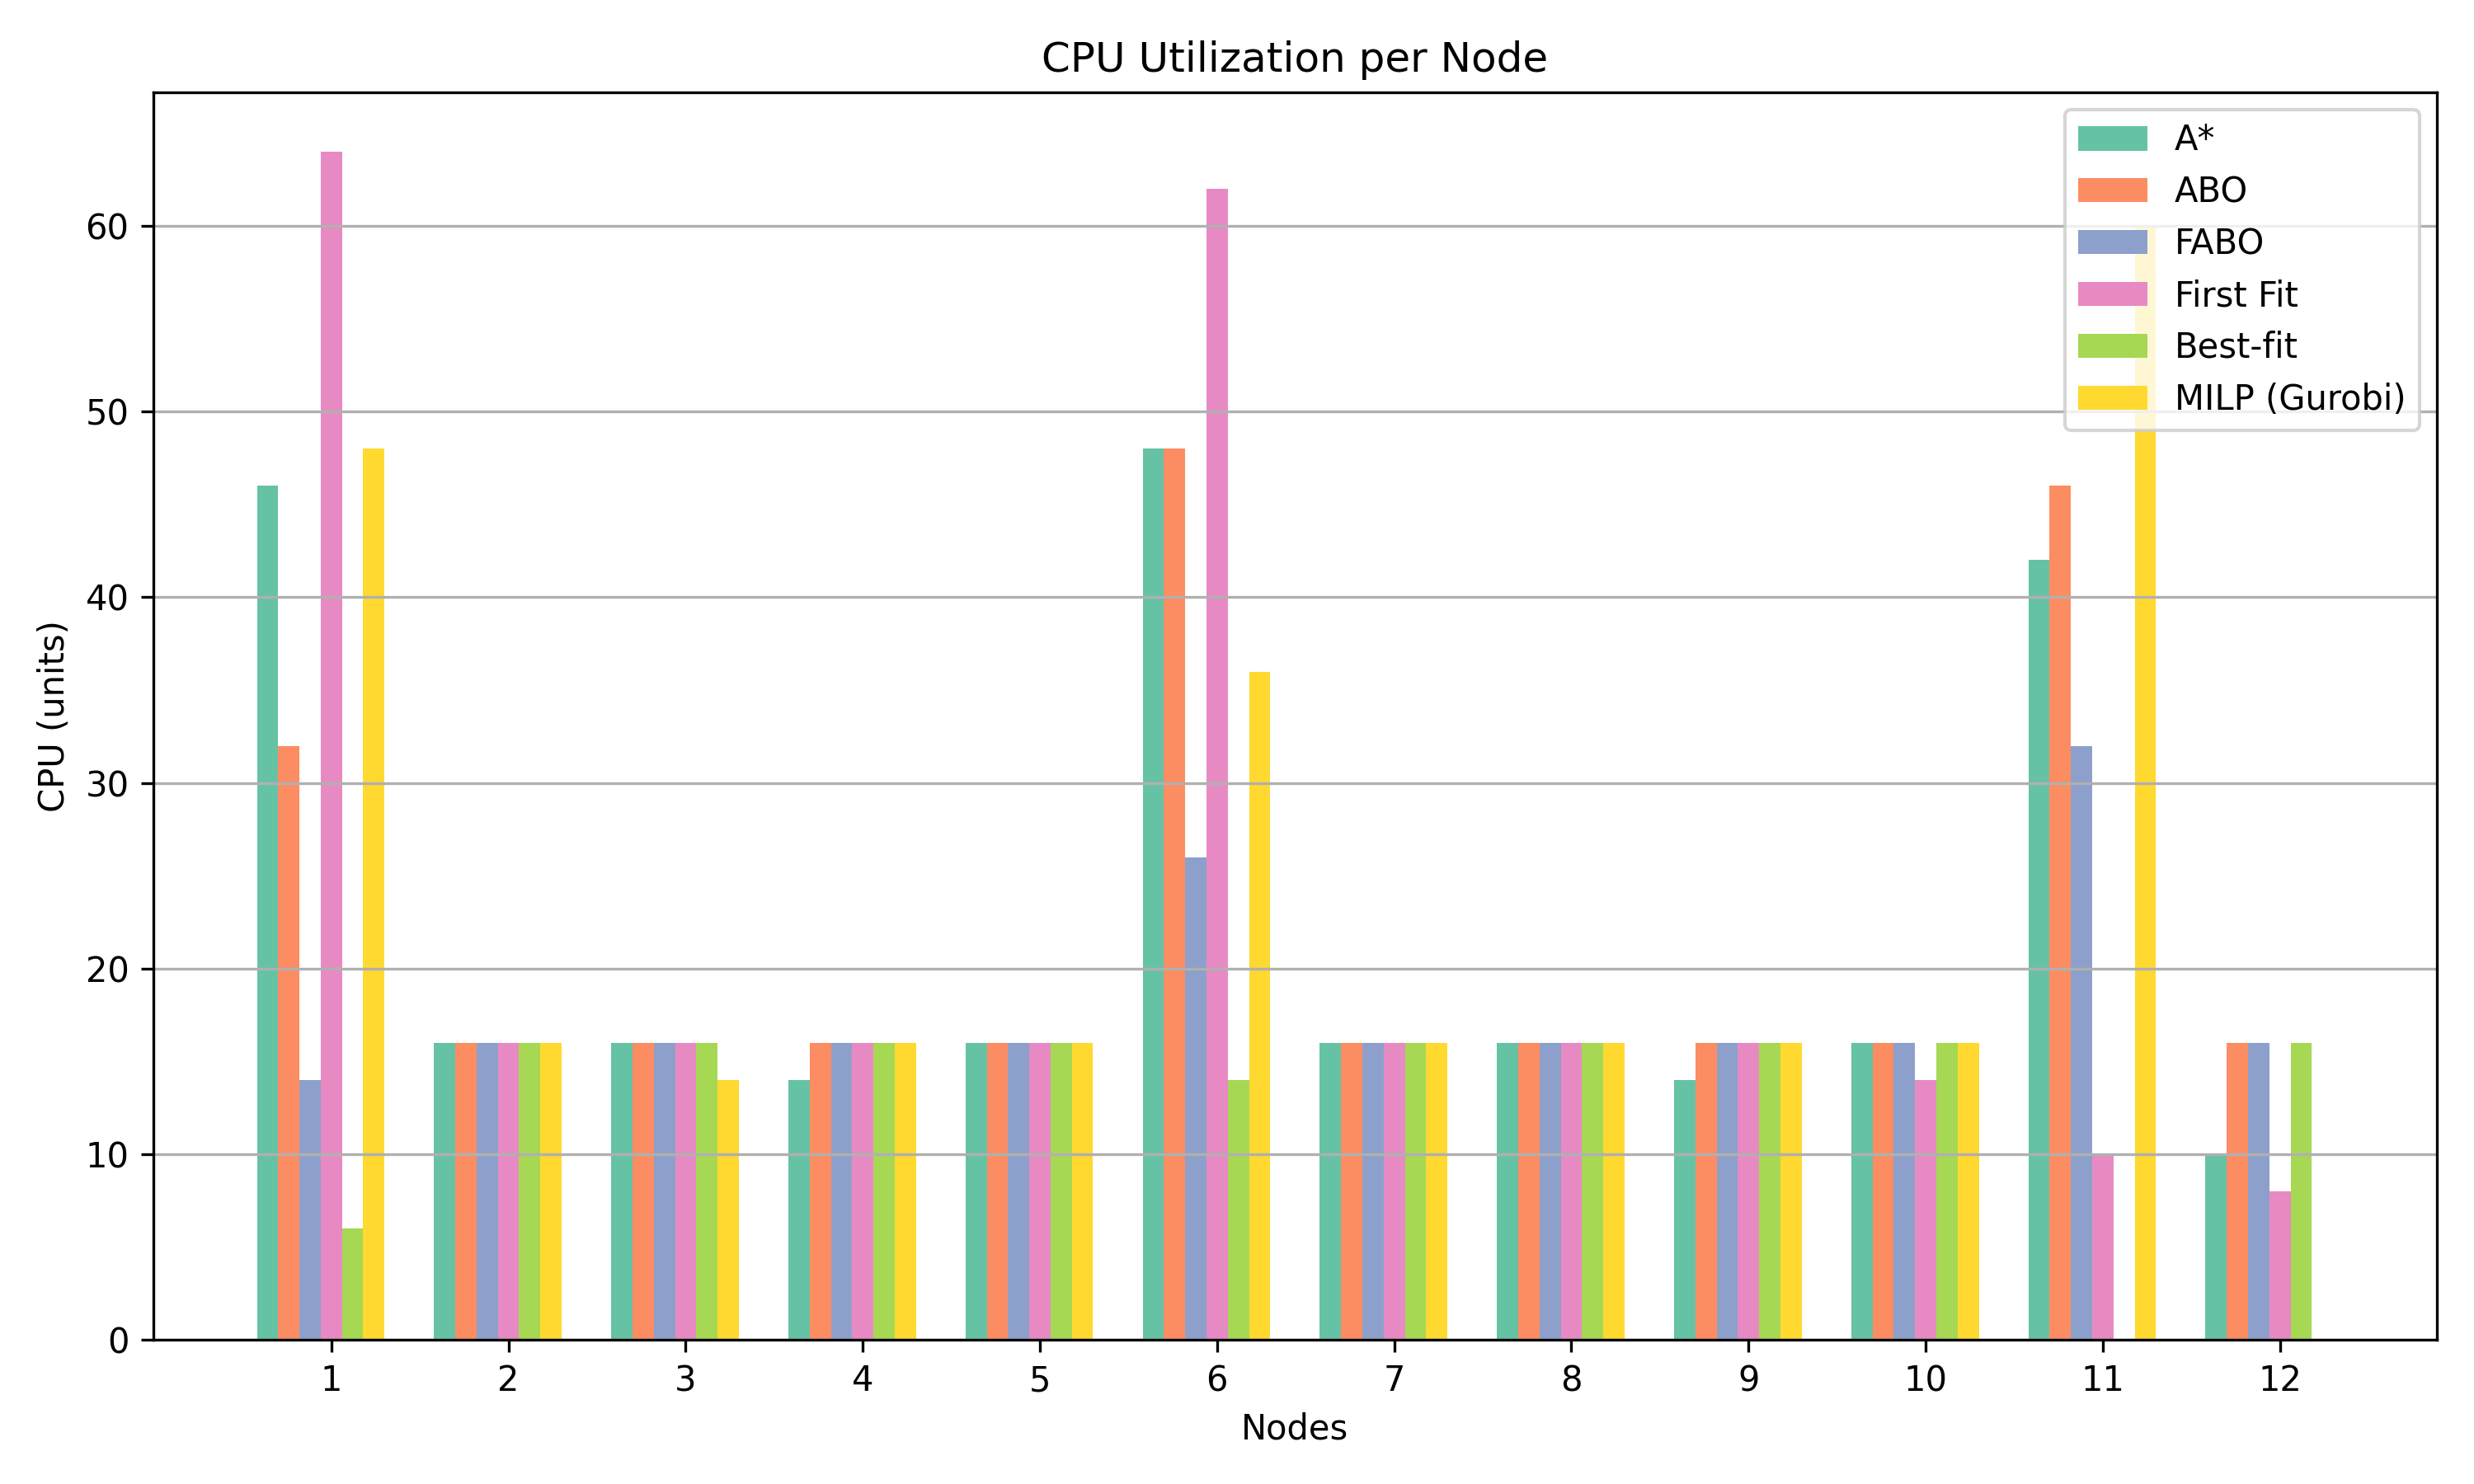 CPU Utilization per Node
A*
ABO
FABO
First Fit
Best-fit
MILP (Gurobi)
60
50
40
30
20
10
0
CPU (units)
1 2 3 4 5 6 7 8 9 10 11 12
Nodes